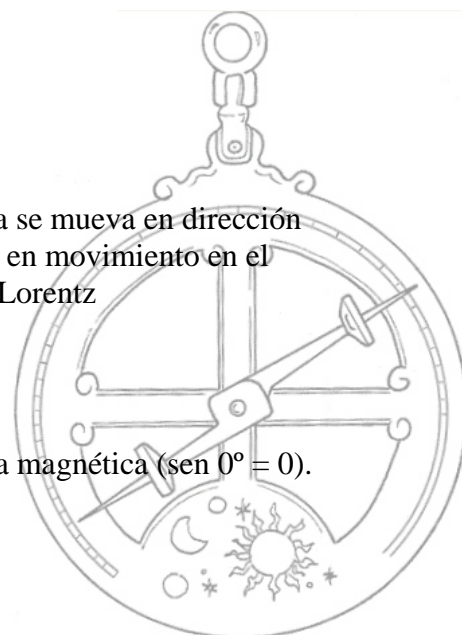 a se mueva en dirección
en movimiento en el
Lorentz
a magnética (sen 0º = 0).